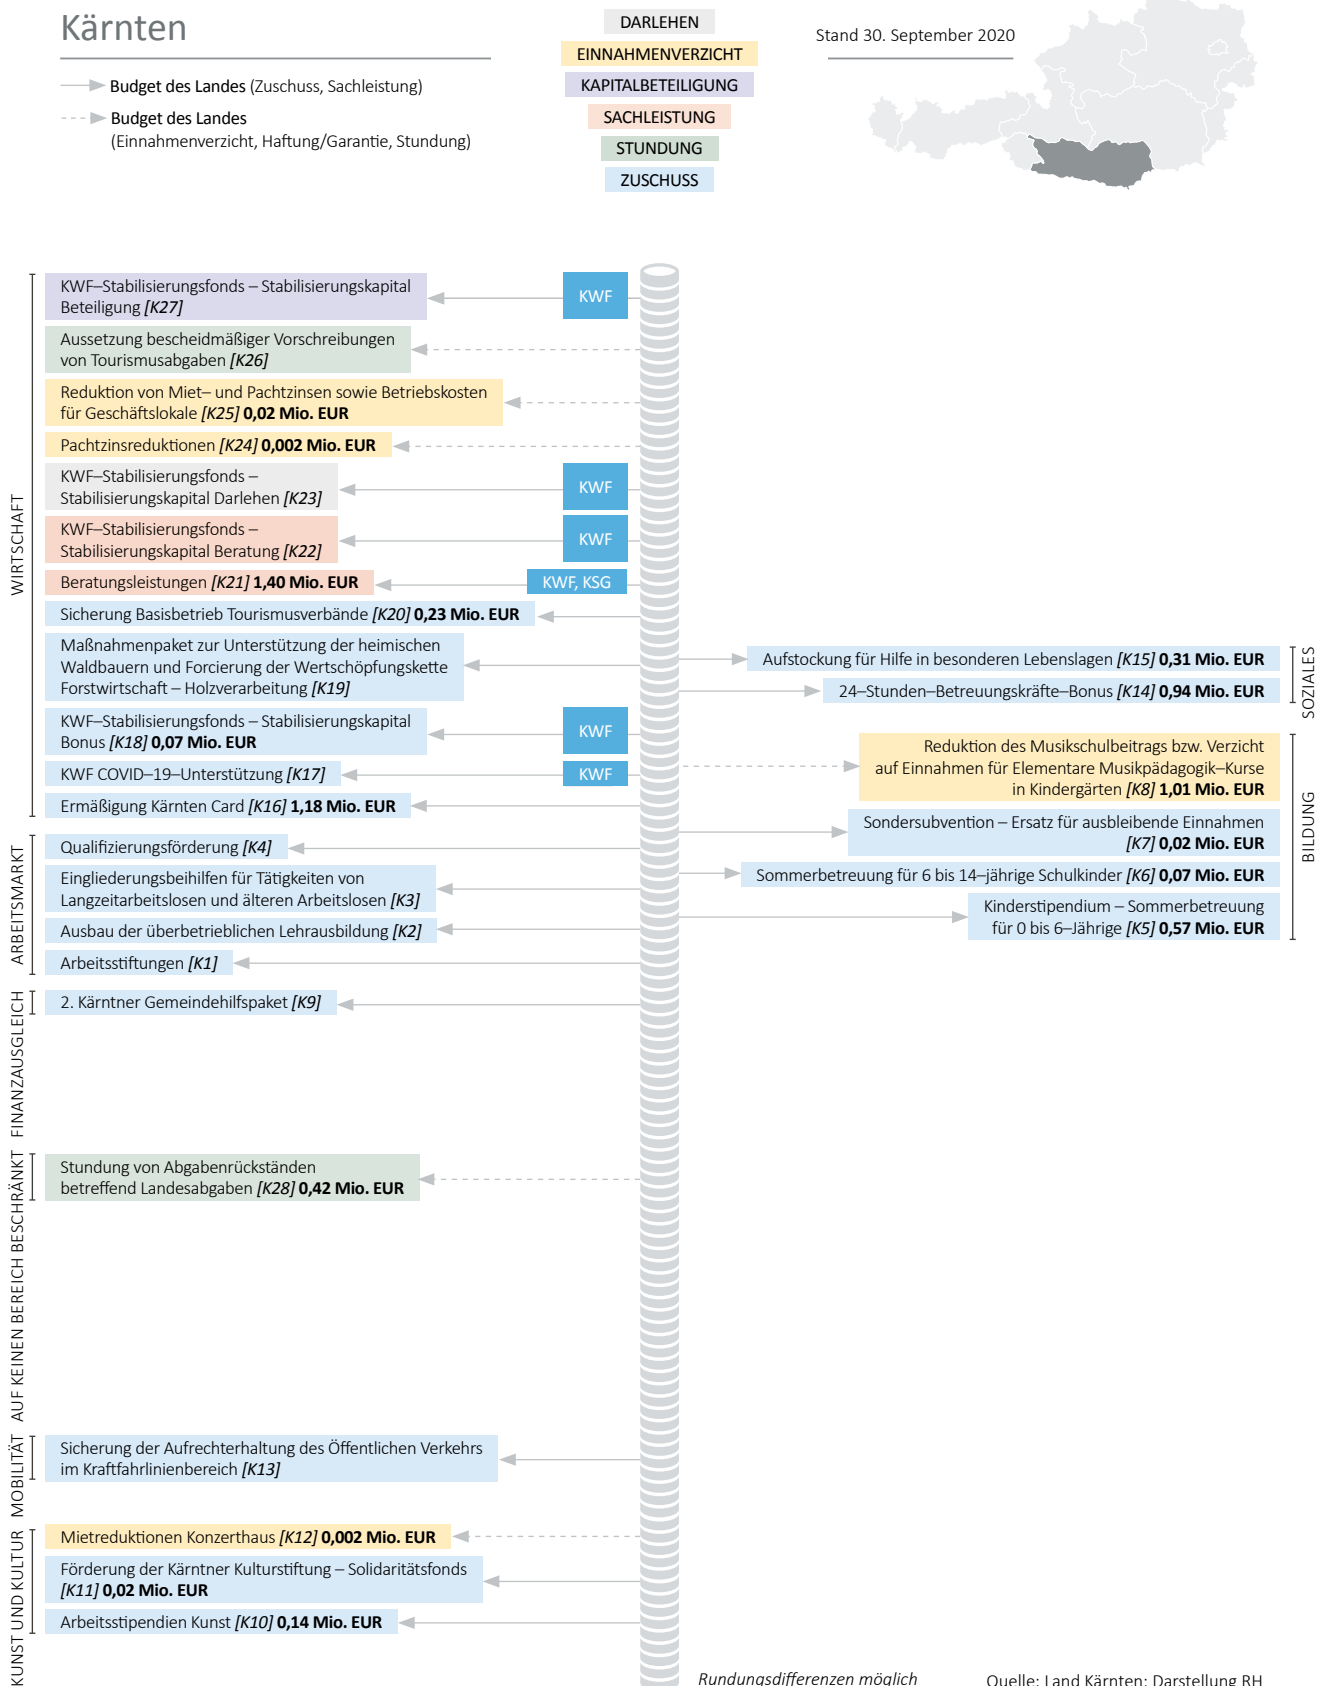 Kärnten
Budget des Landes (Zuschuss, Sachleistung)
Budget des Landes
(Einnahmenverzicht, Haftung/Garantie, Stundung)
DARLEHEN
EINNAHMENVERZICHT
KAPITALBETEILIGUNG
SACHLEISTUNG
STUNDUNG
ZUSCHUSS
Stand 30. September 2020
WIRTSCHAFT
KWF–Stabilisierungsfonds – Stabilisierungskapital
Beteiligung [K27]
KWF
Aussetzung bescheidmäßiger Vorschreibungen
von Tourismusabgaben [K26]
Reduktion von Miet– und Pachtzinsen sowie Betriebskosten
für Geschäftslokale [K25] 0,02 Mio. EUR
Pachtzinsreduktionen [K24] 0,002 Mio. EUR
KWF–Stabilisierungsfonds –
Stabilisierungskapital Darlehen [K23]
KWF
KWF–Stabilisierungsfonds –
Stabilisierungskapital Beratung [K22]
KWF
Beratungsleistungen [K21] 1,40 Mio. EUR
KWF, KSG
Sicherung Basisbetrieb Tourismusverbände [K20] 0,23 Mio. EUR
Maßnahmenpaket zur Unterstützung der heimischen
Waldbauern und Forcierung der Wertschöpfungskette
Forstwirtschaft – Holzverarbeitung [K19]
KWF–Stabilisierungsfonds – Stabilisierungskapital
Bonus [K18] 0,07 Mio. EUR
KWF
KWF COVID–19–Unterstützung [K17]
KWF
Ermäßigung Kärnten Card [K16] 1,18 Mio. EUR
ARBEITSMARKT
Qualifizierungsförderung [K4]
Eingliederungsbeihilfen für Tätigkeiten von
Langzeitarbeitslosen und älteren Arbeitslosen [K3]
Ausbau der überbetrieblichen Lehrausbildung [K2]
Arbeitsstiftungen [K1]
FINANZAUSGLEICH
2. Kärntner Gemeindehilfspaket [K9]
AUF KEINEN BEREICH BESCHRÄNKT
Stundung von Abgabenrückständen
betreffend Landesabgaben [K28] 0,42 Mio. EUR
MOBILITÄT
Sicherung der Aufrechterhaltung des Öffentlichen Verkehrs
im Kraftfahrlinienbereich [K13]
KUNST UND KULTUR
Mietreduktionen Konzerthaus [K12] 0,002 Mio. EUR
Förderung der Kärntner Kulturstiftung – Solidaritätsfonds
[K11] 0,02 Mio. EUR
Arbeitsstipendien Kunst [K10] 0,14 Mio. EUR
SOZIALES
Aufstockung für Hilfe in besonderen Lebenslagen [K15] 0,31 Mio. EUR
24–Stunden–Betreuungskräfte–Bonus [K14] 0,94 Mio. EUR
BILDUNG
Reduktion des Musikschulbeitrags bzw. Verzicht
auf Einnahmen für Elementare Musikpädagogik–Kurse
in Kindergärten [K8] 1,01 Mio. EUR
Sondersubvention – Ersatz für ausbleibende Einnahmen
[K7] 0,02 Mio. EUR
Sommerbetreuung für 6 bis 14–jährige Schulkinder [K6] 0,07 Mio. EUR
Kinderstipendium – Sommerbetreuung
für 0 bis 6–Jährige [K5] 0,57 Mio. EUR
Rundungsdifferenzen möglich
Quelle: Land Kärnten; Darstellung RH